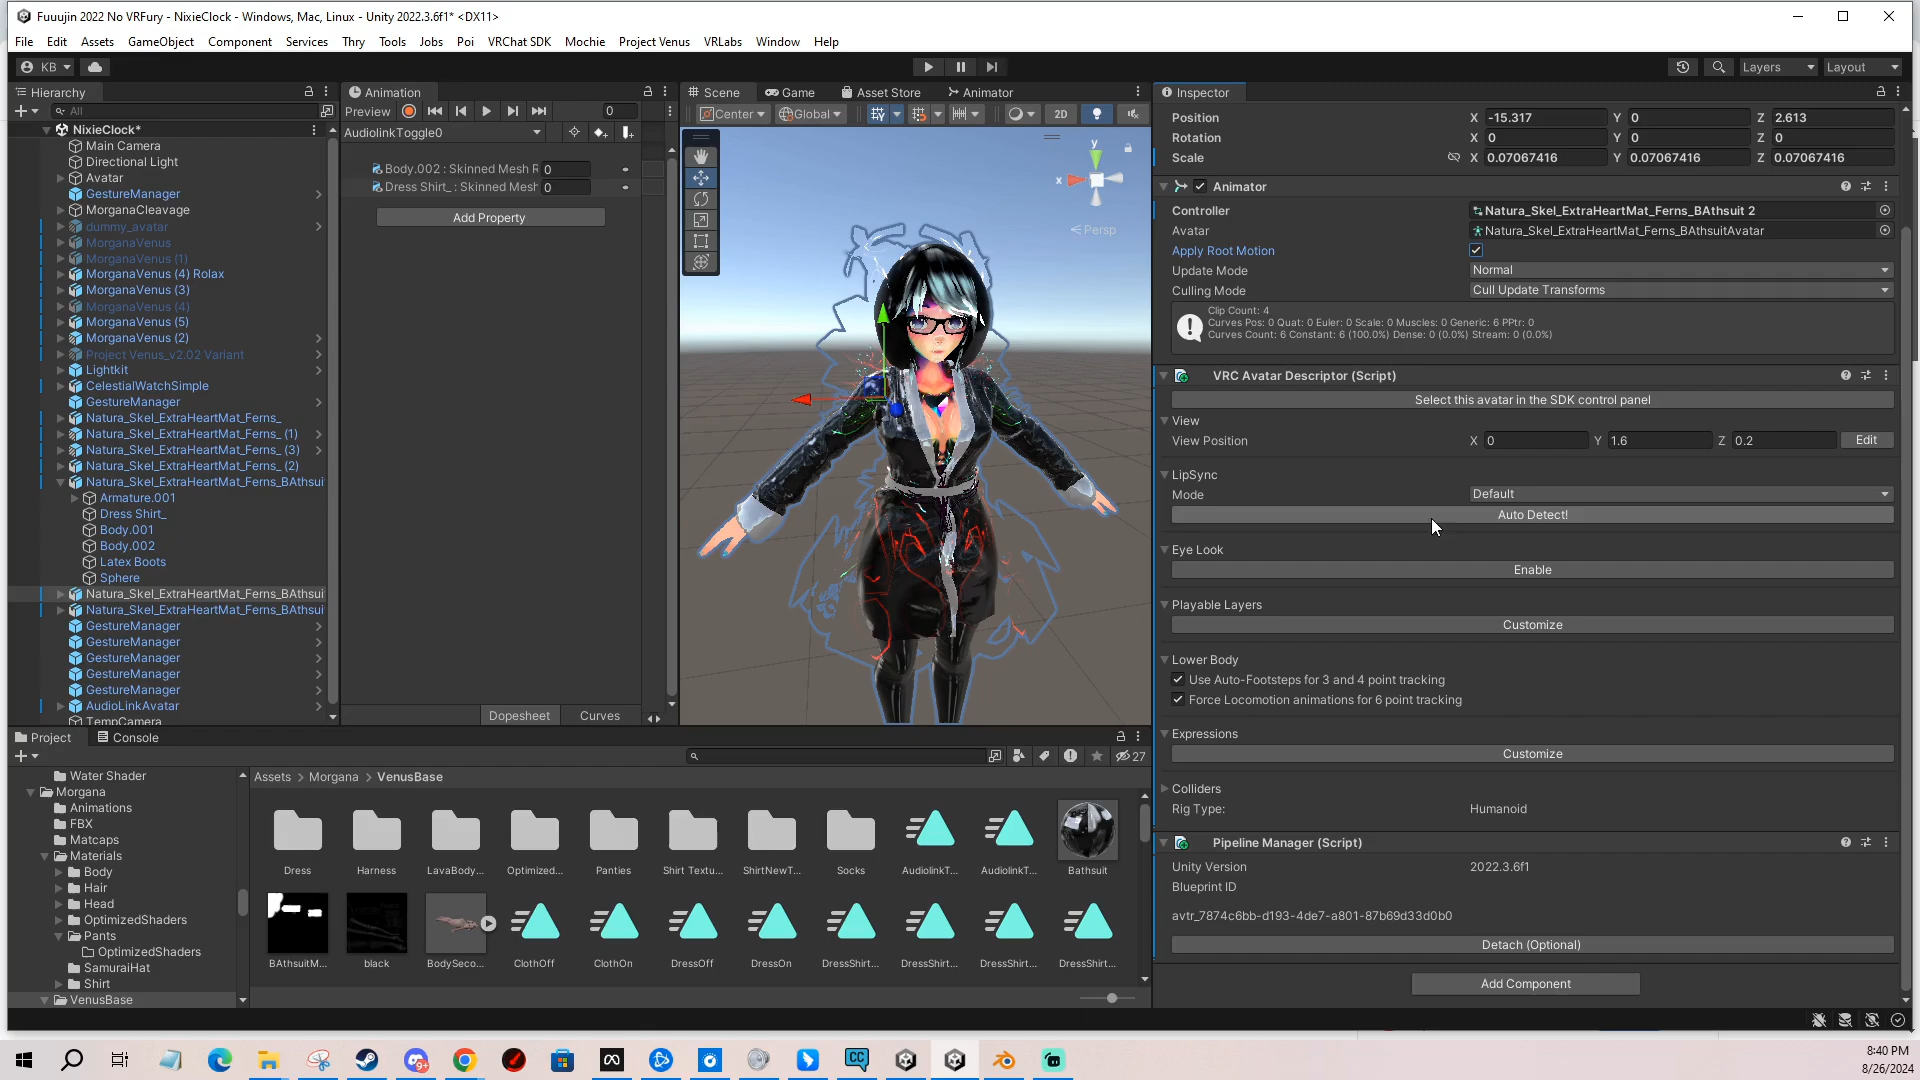 Fuuujin 2022 No VRFury - NixieClock - Windows, Mac, Linux - Unity 2022.3.6f1* <DX11>
File Edit Assets GameObject Component Services Thry Tools Jobs Poi VRChat SDK Mochie Project Venus VRLabs Window Help
KB Layers Layout
Hierarchy
All
NixieClock*
Main Camera
Directional Light
Avatar
GestureManager
MorganaCleavage
dummy_avatar
MorganaVenus
MorganaVenus (1)
MorganaVenus (4) Rolax
MorganaVenus (3)
MorganaVenus (4)
MorganaVenus (5)
MorganaVenus (2)
Project Venus_v2.02 Variant
Lightkit
CelestialWatchSimple
GestureManager
Natura_Skel_ExtraHeartMat_Ferns_
Natura_Skel_ExtraHeartMat_Ferns_ (1)
Natura_Skel_ExtraHeartMat_Ferns_ (3)
Natura_Skel_ExtraHeartMat_Ferns_ (2)
Natura_Skel_ExtraHeartMat_Ferns_BAthsui
Armature.001
Dress Shirt_
Body.001
Body.002
Latex Boots
Sphere
Natura_Skel_ExtraHeartMat_Ferns_BAthsui
Natura_Skel_ExtraHeartMat_Ferns_BAthsui
GestureManager
GestureManager
GestureManager
GestureManager
GestureManager
AudioLinkAvatar
TempCamera
Animation
Preview 0
AudiolinkToggle0
Body.002 : Skinned Mesh R 0
Dress Shirt_ : Skinned Mesh 0
Add Property
Dopesheet Curves
Scene Game Asset Store Animator
Center Global 2D
y
x
Persp
Inspector
Position X -15.317 Y 0 Z 2.613
Rotation X 0 Y 0 Z 0
Scale X 0.07067416 Y 0.07067416 Z 0.07067416
Animator
Controller Natura_Skel_ExtraHeartMat_Ferns_BAthsuit 2
Avatar Natura_Skel_ExtraHeartMat_Ferns_BAthsuitAvatar
Apply Root Motion
Update Mode Normal
Culling Mode Cull Update Transforms
Clip Count: 4
Curves Pos: 0 Quat: 0 Euler: 0 Scale: 0 Muscles: 0 Generic: 6 PPtr: 0
Curves Count: 6 Constant: 6 (100.0%) Dense: 0 (0.0%) Stream: 0 (0.0%)
VRC Avatar Descriptor (Script)
Select this avatar in the SDK control panel
View
View Position X 0 Y 1.6 Z 0.2 Edit
LipSync
Mode Default
Auto Detect!
Eye Look
Enable
Playable Layers
Customize
Lower Body
Use Auto-Footsteps for 3 and 4 point tracking
Force Locomotion animations for 6 point tracking
Expressions
Customize
Colliders
Rig Type: Humanoid
Pipeline Manager (Script)
Unity Version 2022.3.6f1
Blueprint ID
avtr_7874c6bb-d193-4de7-a801-87b69d33d0b0
Detach (Optional)
Add Component
Project Console
27
Water Shader
Morgana
Animations
FBX
Matcaps
Materials
Body
Hair
Head
OptimizedShaders
Pants
OptimizedShaders
SamuraiHat
Shirt
VenusBase
Assets > Morgana > VenusBase
Dress Harness LavaBody... Optimized... Panties Shirt Textu... ShirtNewT... Socks AudiolinkT... AudiolinkT... Bathsuit
BAthsuitM... black BodySeco... ClothOff ClothOn DressOff DressOn DressShirt... DressShirt... DressShirt... DressShirt...
CC
8:40 PM
8/26/2024